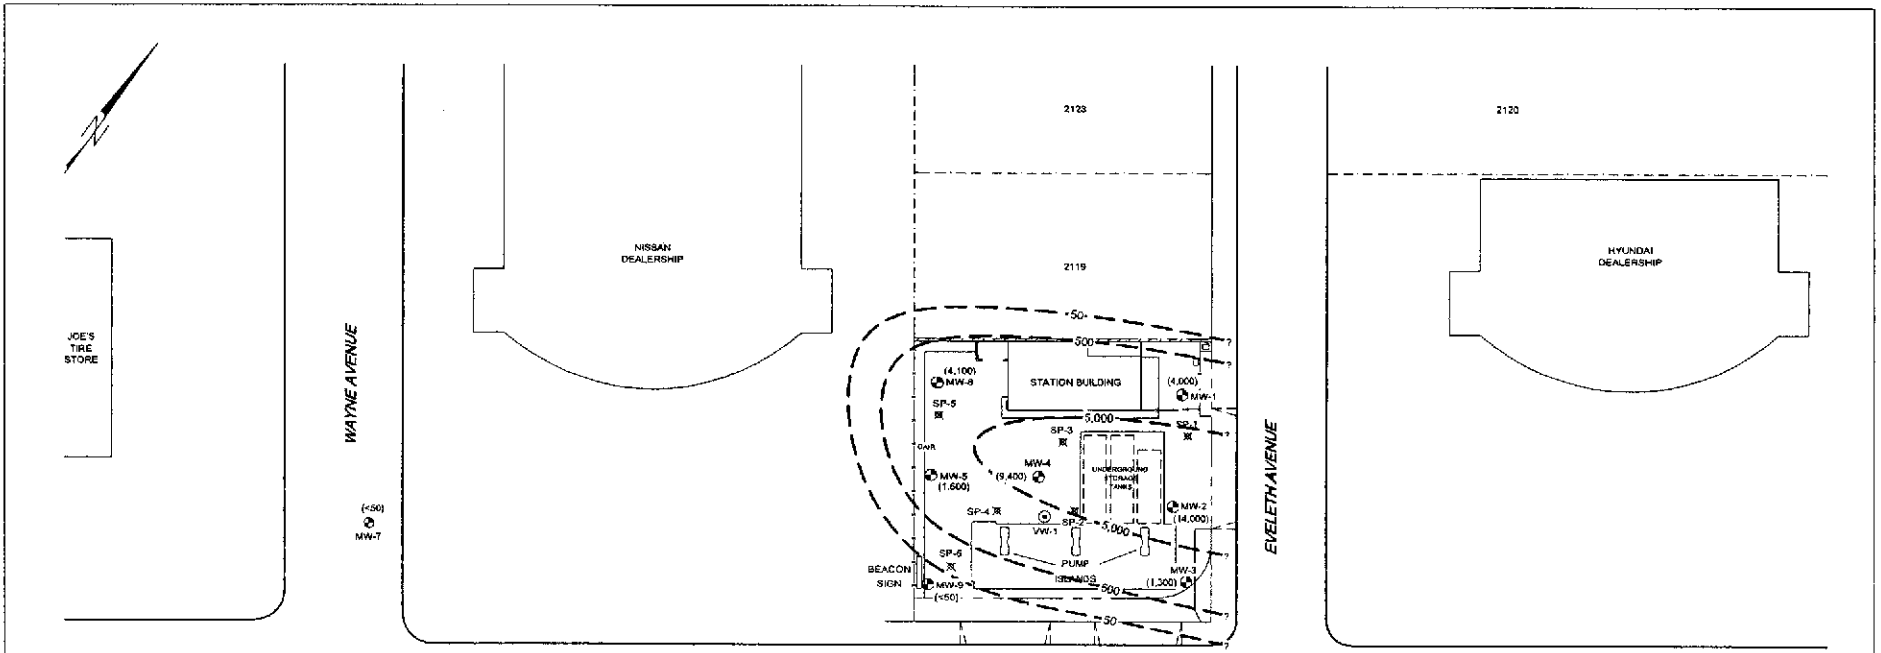 N
JOE'S
TIRE
STORE
WAYNE AVENUE
(<50)
MW-7
NISSAN
DEALERSHIP
2123
2119
2120
HYUNDAI
DEALERSHIP
EVELETH AVENUE
50
?
500
?
STATION BUILDING
(4,100)
MW-8
SP-5
(4,000)
MW-1
5,000
?
SP-1
SP-3
AIR
MW-4
(9,400)
UNDERGROUND
STORAGE
TANKS
MW-5
(1,600)
MW-2
SP-4
VW-1
SP-2
5,000
?
SP-6
PUMP
ISLANDS
MW-3
(1,300)
BEACON
SIGN
MW-9
(<50)
500
?
50
?